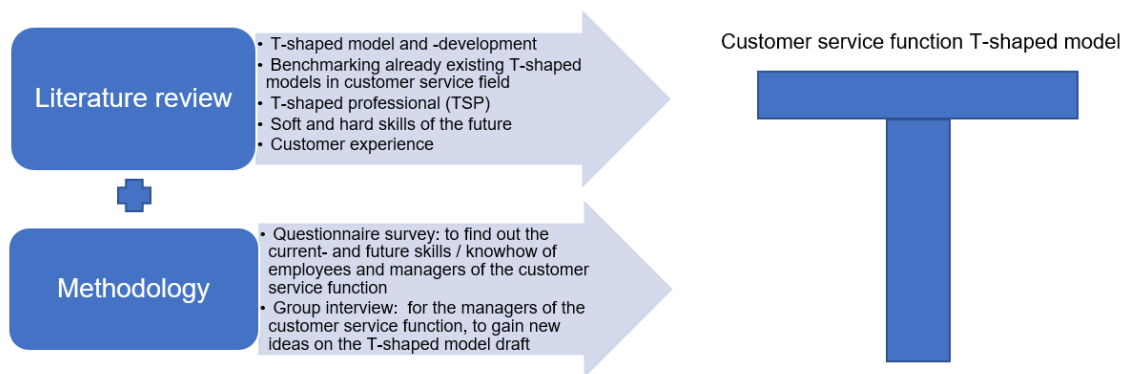 Literature review
• T-shaped model and -development
• Benchmarking already existing T-shaped
models in customer service field
• T-shaped professional (TSP)
• Soft and hard skills of the future
• Customer experience
Methodology
• Questionnaire survey: to find out the
current- and future skills / knowhow of
employees and managers of the customer
service function
• Group interview:  for the managers of the
customer service function, to gain new
ideas on the T-shaped model draft
Customer service function T-shaped model